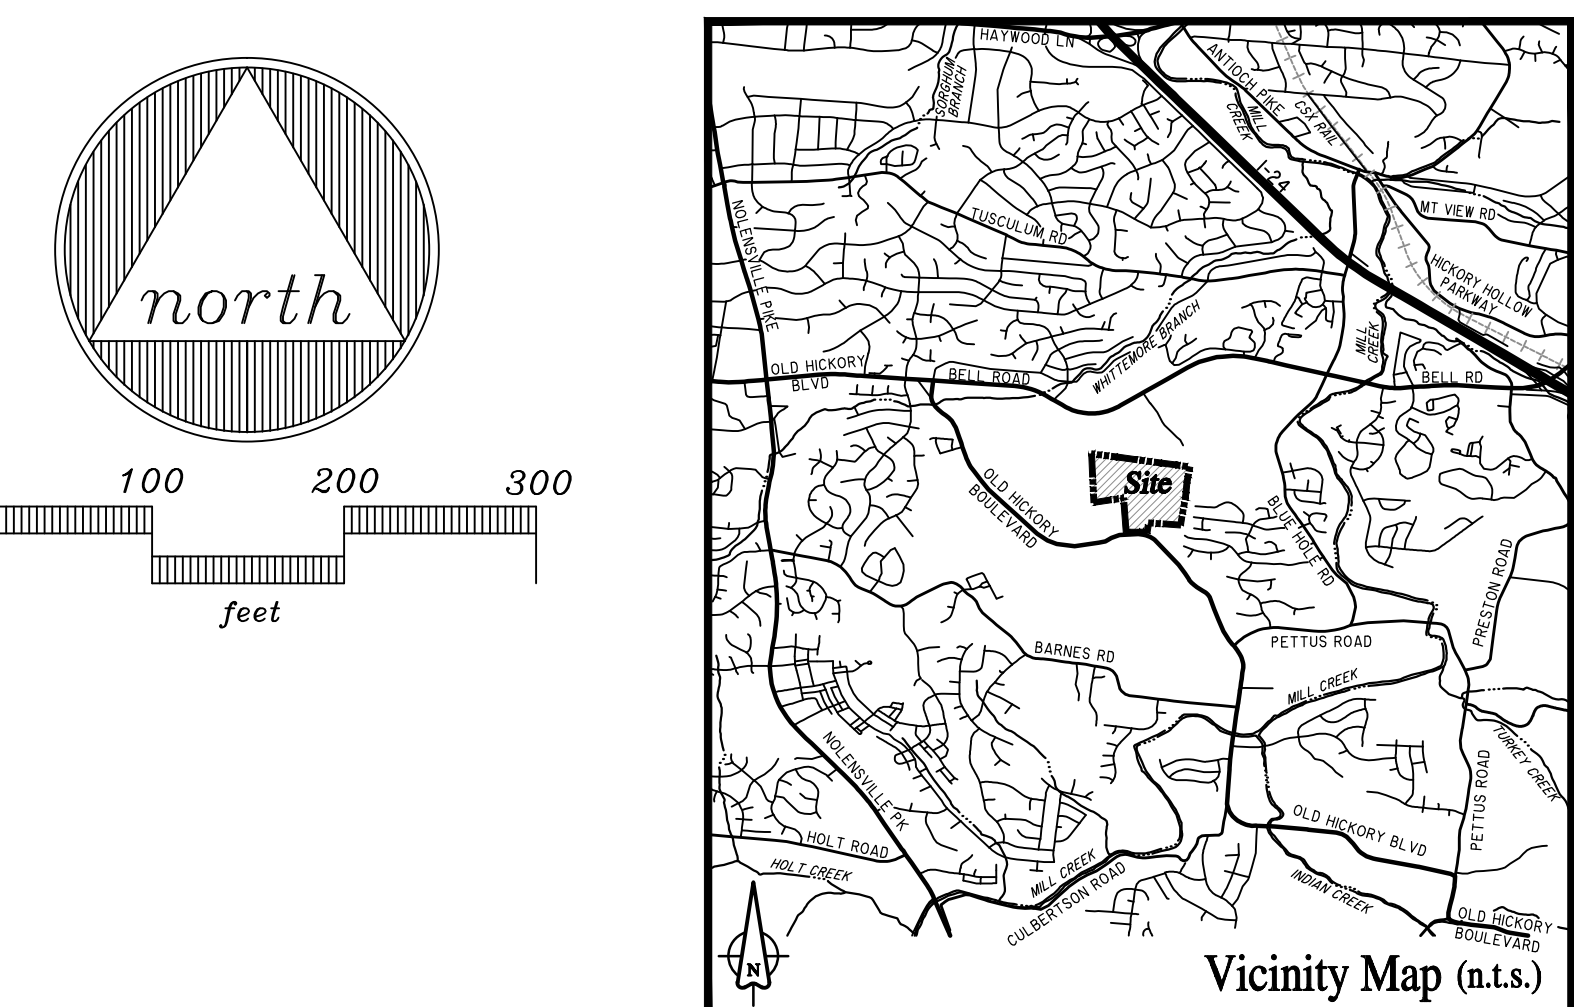 north
100 200 300
feet
HAYWOOD LN
SORGHUM
BRANCH
ANTIOCH PIKE
MILL
CREEK
CSX RAIL
I-24
MT VIEW RD
NOLENSVILLE PIKE
TUSCULUM RD
HICKORY HOLLOW
PARKWAY
WHITTEMORE BRANCH
MILL
CREEK
OLD HICKORY
BLVD
BELL ROAD
BELL RD
Site
OLD HICKORY
BOULEVARD
BLUE HOLE RD
PRESTON ROAD
PETTUS ROAD
BARNES RD
MILL CREEK
TURKEY CREEK
NOLENSVILLE PK
PETTUS ROAD
OLD HICKORY BLVD
HOLT ROAD
HOLT CREEK
MILL CREEK
CULBERTSON ROAD
INDIAN CREEK
OLD HICKORY
BOULEVARD
N
Vicinity Map (n.t.s.)